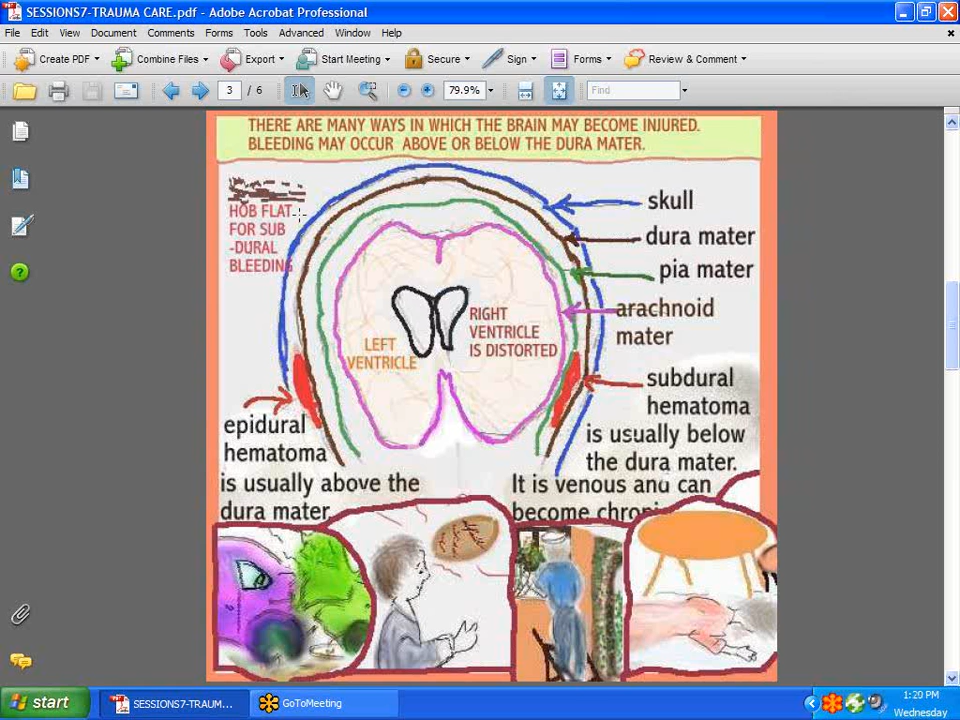 SESSIONS7-TRAUMA CARE.pdf - Adobe Acrobat Professional
File Edit View Document Comments Forms Tools Advanced Window Help
Create PDF Combine Files Export Start Meeting Secure Sign Forms Review & Comment
3 / 6 79.9% Find
THERE ARE MANY WAYS IN WHICH THE BRAIN MAY BECOME INJURED.
BLEEDING MAY OCCUR ABOVE OR BELOW THE DURA MATER.
HOB FLAT
FOR SUB
-DURAL
BLEEDING
skull
dura mater
pia mater
arachnoid
mater
RIGHT
VENTRICLE
IS DISTORTED
LEFT
VENTRICLE
subdural
hematoma
is usually below
the dura mater.
It is venous and can
become
epidural
hematoma
is usually above the
dura mater
start
SESSIONS7-TRAUM...
GoToMeeting
1:20 PM
Wednesday